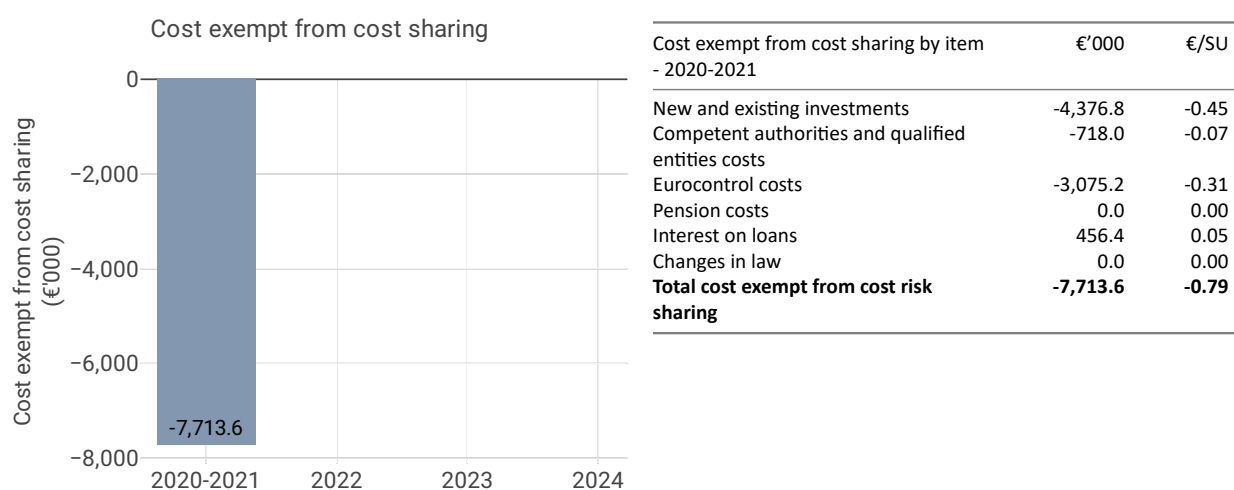 Cost exempt from cost sharing
Cost exempt from cost sharing
(€'000)
0
−2,000
−4,000
−6,000
−8,000
-7,713.6
2020-2021 2022 2023 2024
Cost exempt from cost sharing by item €’000 €/SU
- 2020-2021
New and existing investments -4,376.8 -0.45
Competent authorities and qualified -718.0 -0.07
entities costs
Eurocontrol costs -3,075.2 -0.31
Pension costs 0.0 0.00
Interest on loans 456.4 0.05
Changes in law 0.0 0.00
Total cost exempt from cost risk -7,713.6 -0.79
sharing